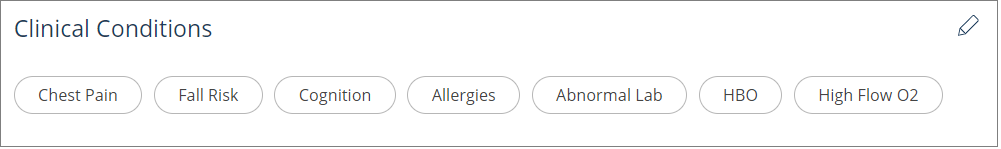 Clinical Conditions
Chest Pain Fall Risk Cognition Allergies Abnormal Lab HBO High Flow O2